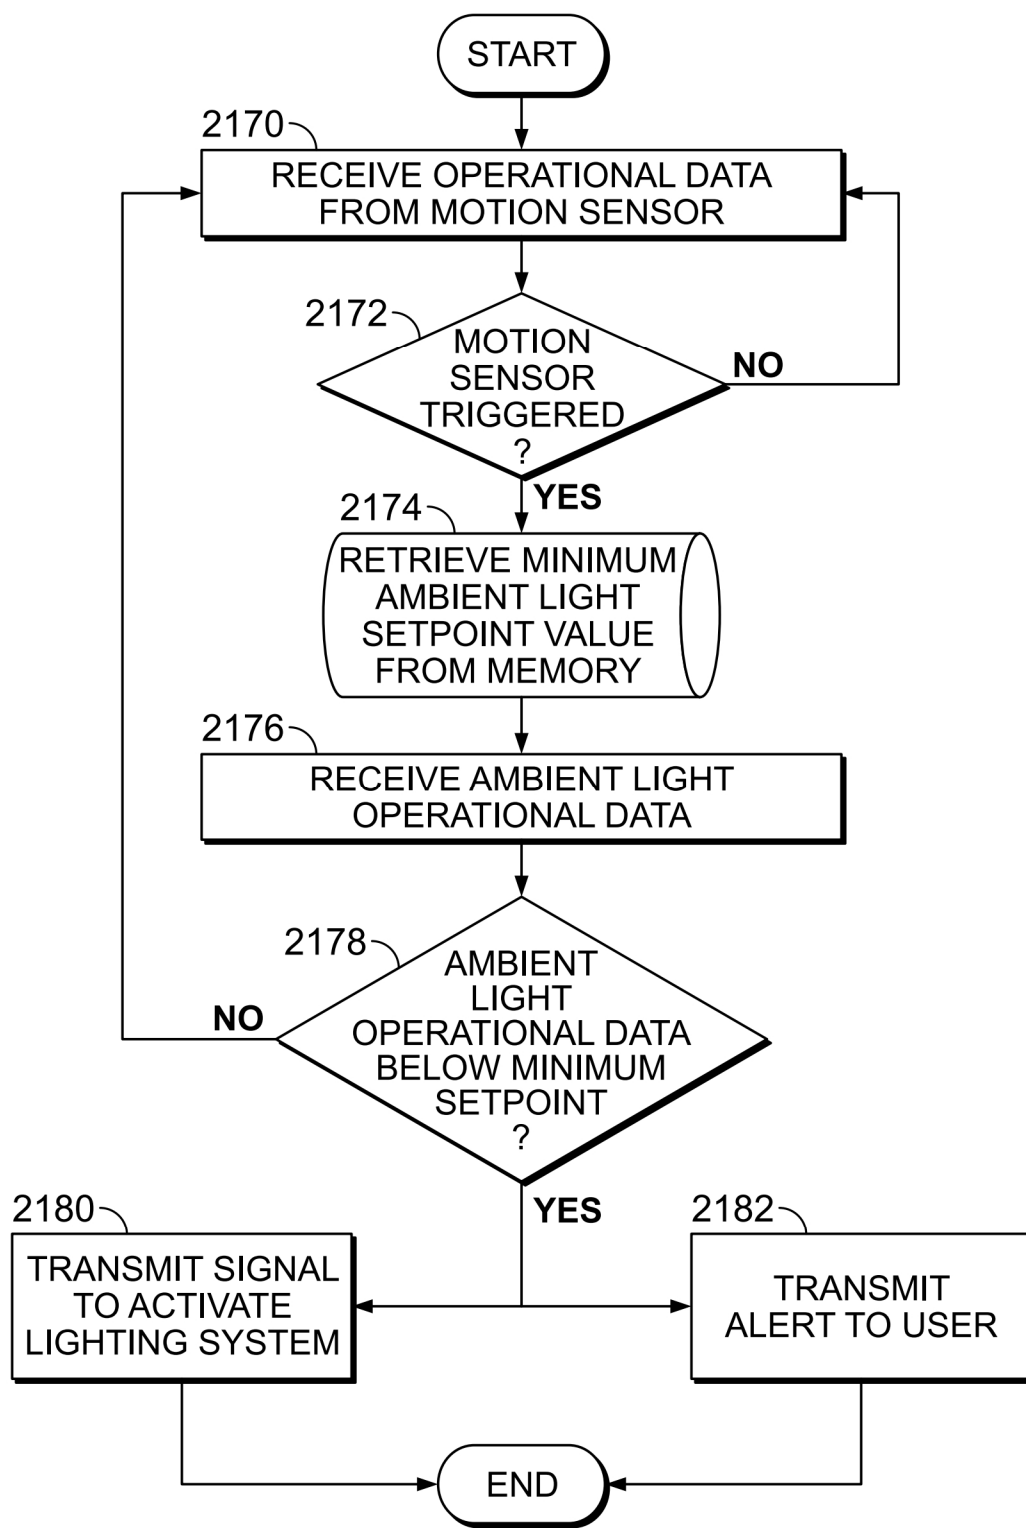 START
2170
RECEIVE OPERATIONAL DATA
FROM MOTION SENSOR
2172
MOTION
SENSOR
TRIGGERED
?
NO
YES
2174
RETRIEVE MINIMUM
AMBIENT LIGHT
SETPOINT VALUE
FROM MEMORY
2176
RECEIVE AMBIENT LIGHT
OPERATIONAL DATA
2178
AMBIENT
LIGHT
OPERATIONAL DATA
BELOW MINIMUM
SETPOINT
?
NO
YES
2180
TRANSMIT SIGNAL
TO ACTIVATE
LIGHTING SYSTEM
2182
TRANSMIT
ALERT TO USER
END